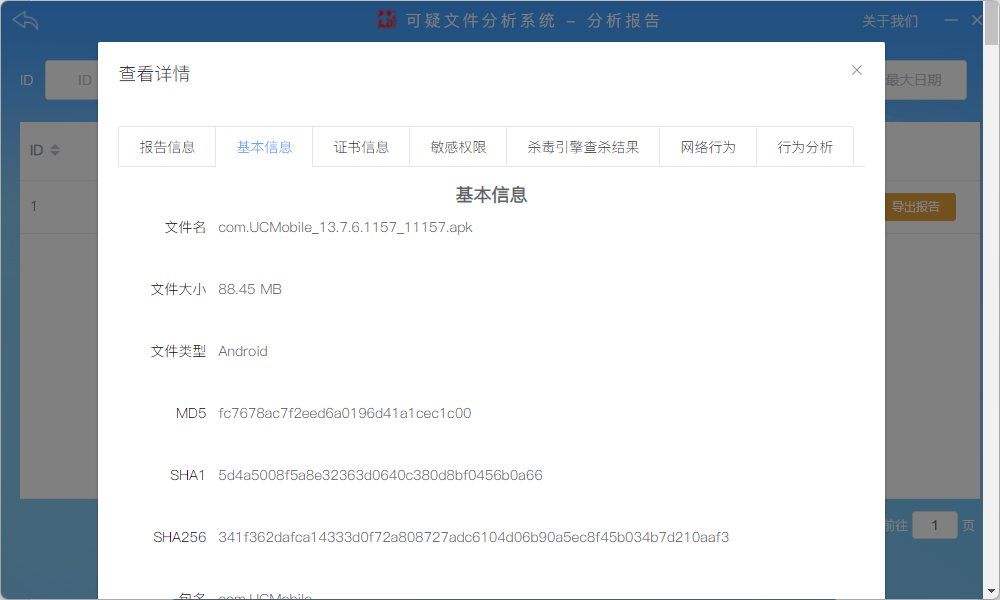 可疑文件分析系统 – 分析报告
关于我们
ID
ID
最大日期
查看详情
报告信息 基本信息 证书信息 敏感权限 杀毒引擎查杀结果 网络行为 行为分析
ID
基本信息
1
导出报告
文件名 com.UCMobile_13.7.6.1157_11157.apk
文件大小 88.45 MB
文件类型 Android
MD5 fc7678ac7f2eed6a0196d41a1cec1c00
SHA1 5d4a5008f5a8e32363d0640c380d8bf0456b0a66
前往 1 页
SHA256 341f362dafca14333d0f72a808727adc6104d06b90a5ec8f45b034b7d210aaf3
包名 com.UCMobile